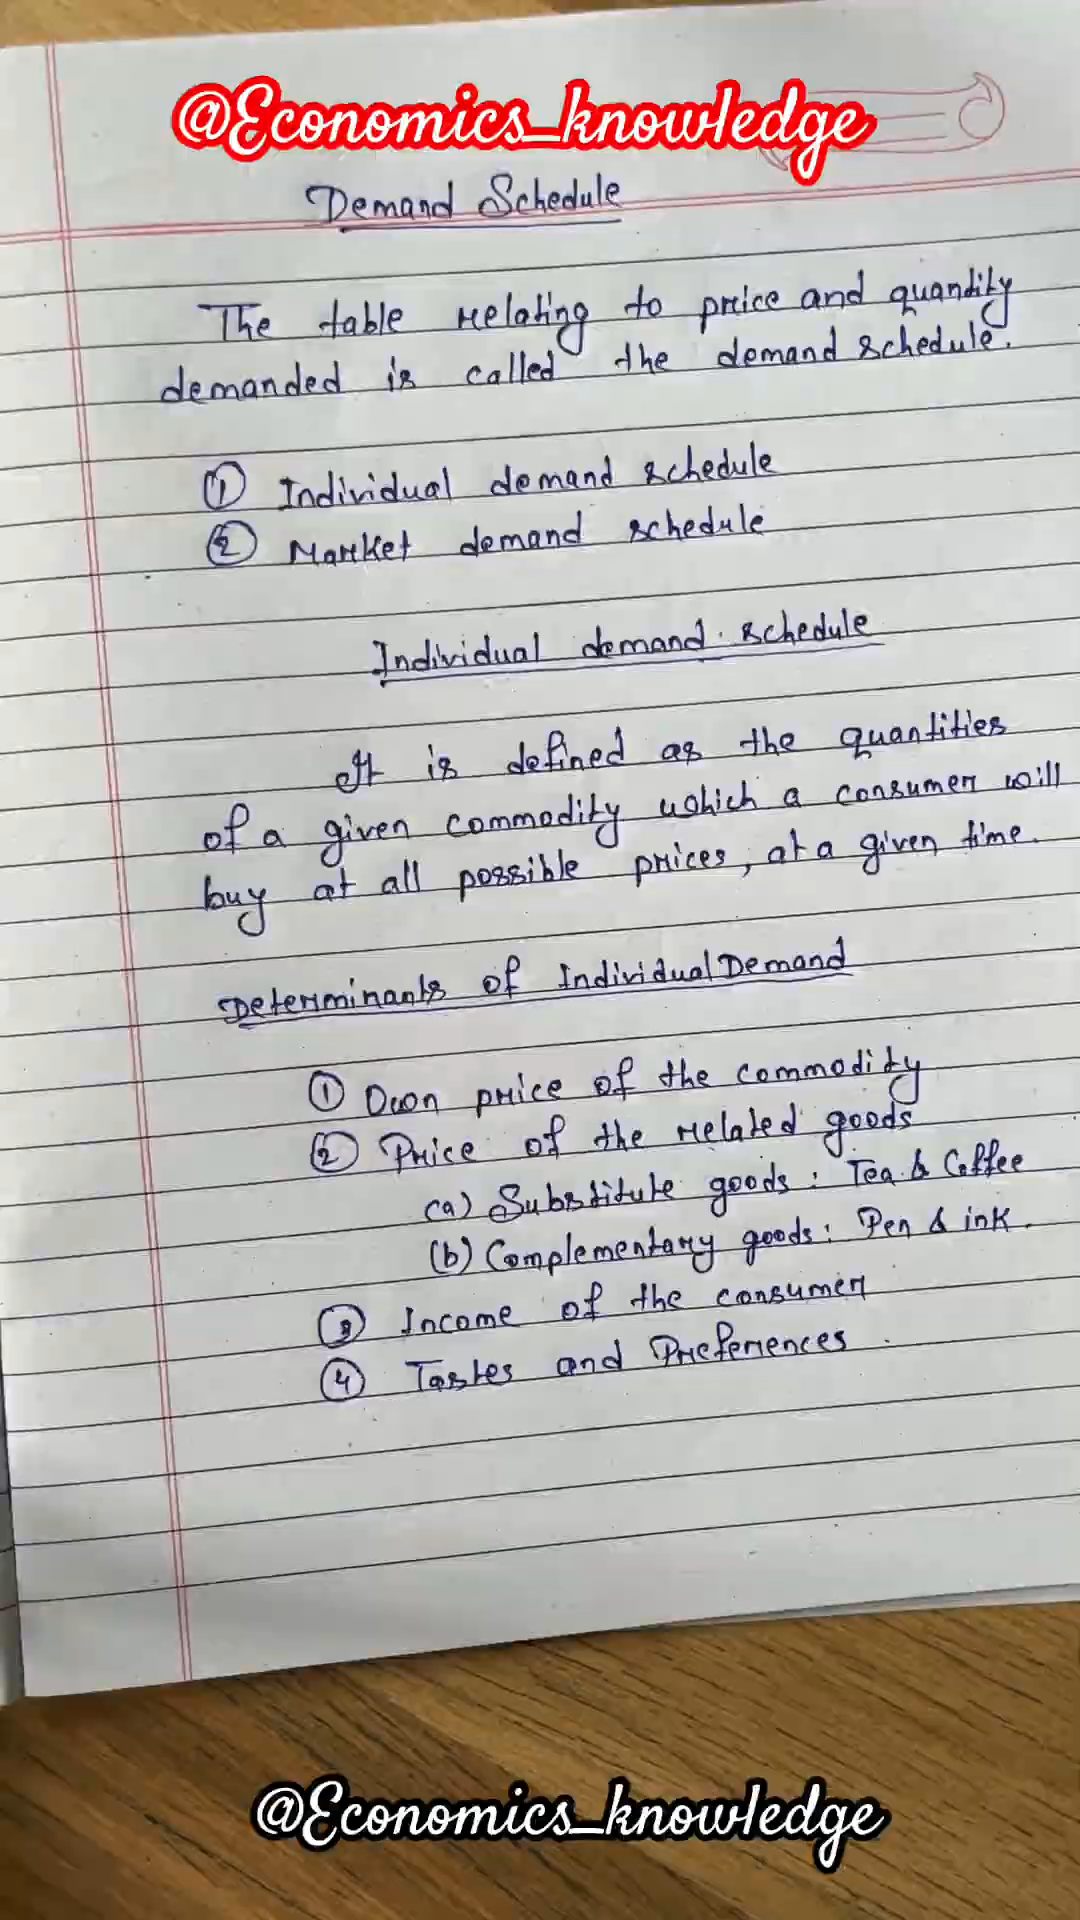 @Economics_knowledge
Demand Schedule
The table relating to price and quantity
demanded is called the demand schedule.
① Individual demand schedule
② Market demand schedule
Individual demand schedule
It is defined as the quantities
of a given commodity which a consumer will
buy at all possible prices, at a given time.
Determinants of Individual Demand
① Own price of the commodity
② Price of the related goods
(a) Substitute goods : Tea & Coffee
(b) Complementary goods : Pen & ink.
③ Income of the consumer
④ Tastes and Preferences.
@Economics_knowledge